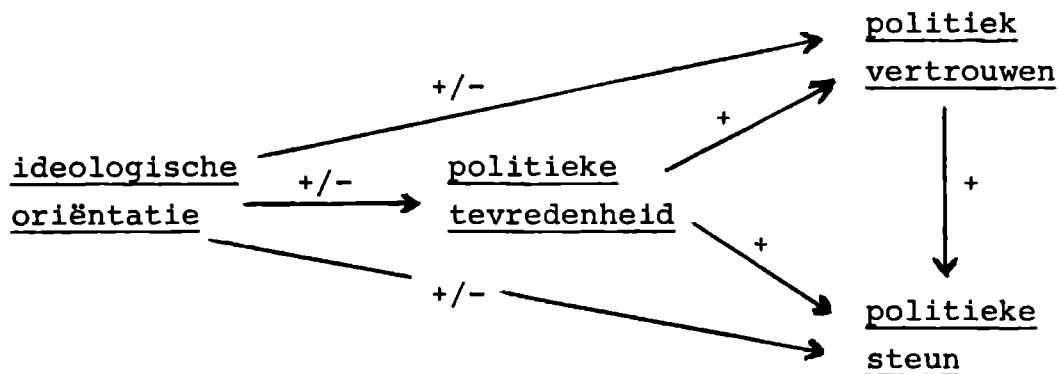 politiek
vertrouwen
+/-
+
ideologische
oriëntatie
+/-
politieke
tevredenheid
+
+
+/-
politieke
steun